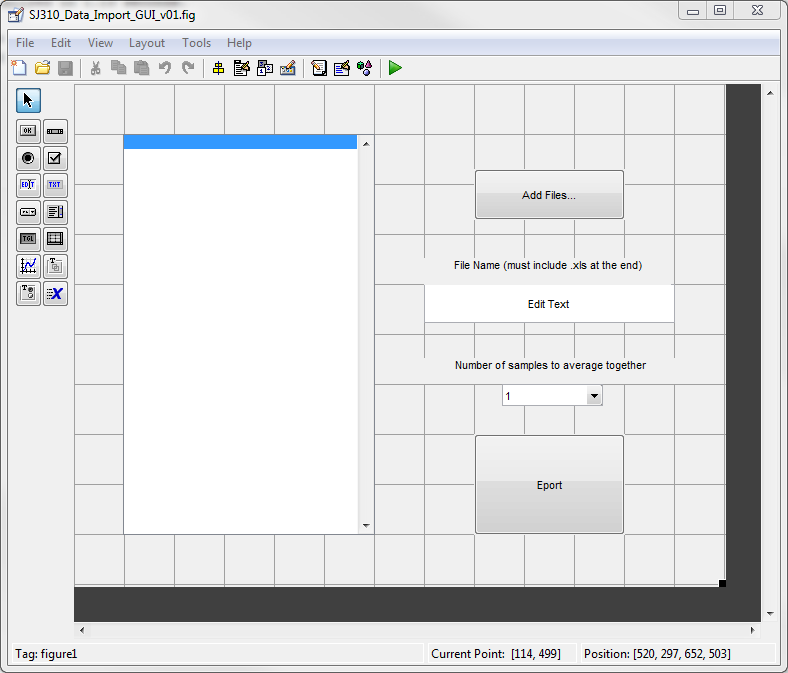 SJ310_Data_Import_GUI_v01.fig
File Edit View Layout Tools Help
OK
EDIT TXT
TGL
Add Files...
File Name (must include .xls at the end)
Edit Text
Number of samples to average together
1
Eport
Tag: figure1 Current Point: [114, 499] Position: [520, 297, 652, 503]